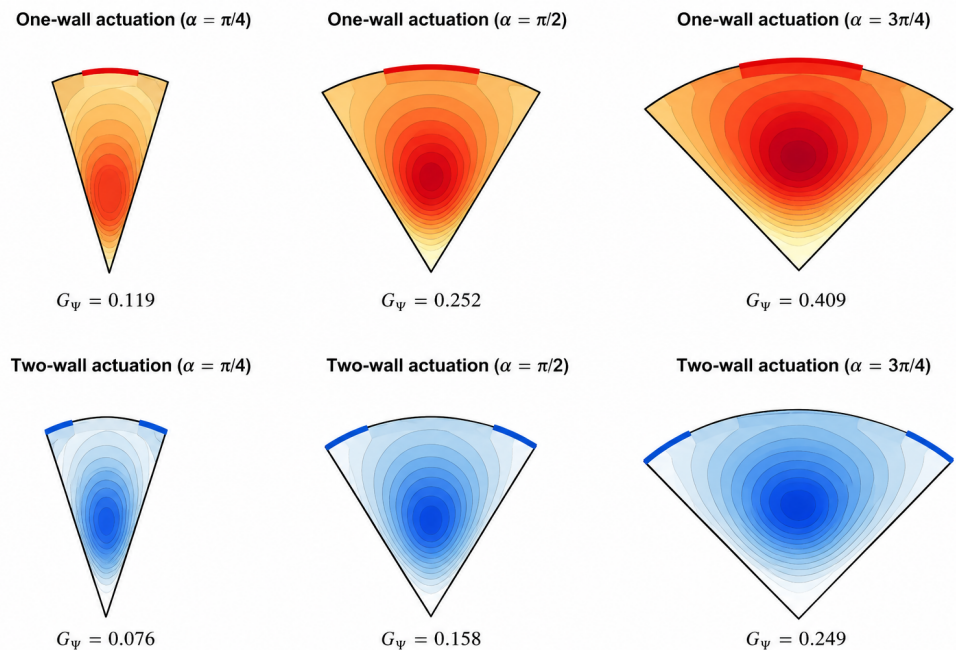 One-wall actuation (α = π/4)
One-wall actuation (α = π/2)
One-wall actuation (α = 3π/4)
G_Ψ = 0.119
G_Ψ = 0.252
G_Ψ = 0.409
Two-wall actuation (α = π/4)
Two-wall actuation (α = π/2)
Two-wall actuation (α = 3π/4)
G_Ψ = 0.076
G_Ψ = 0.158
G_Ψ = 0.249